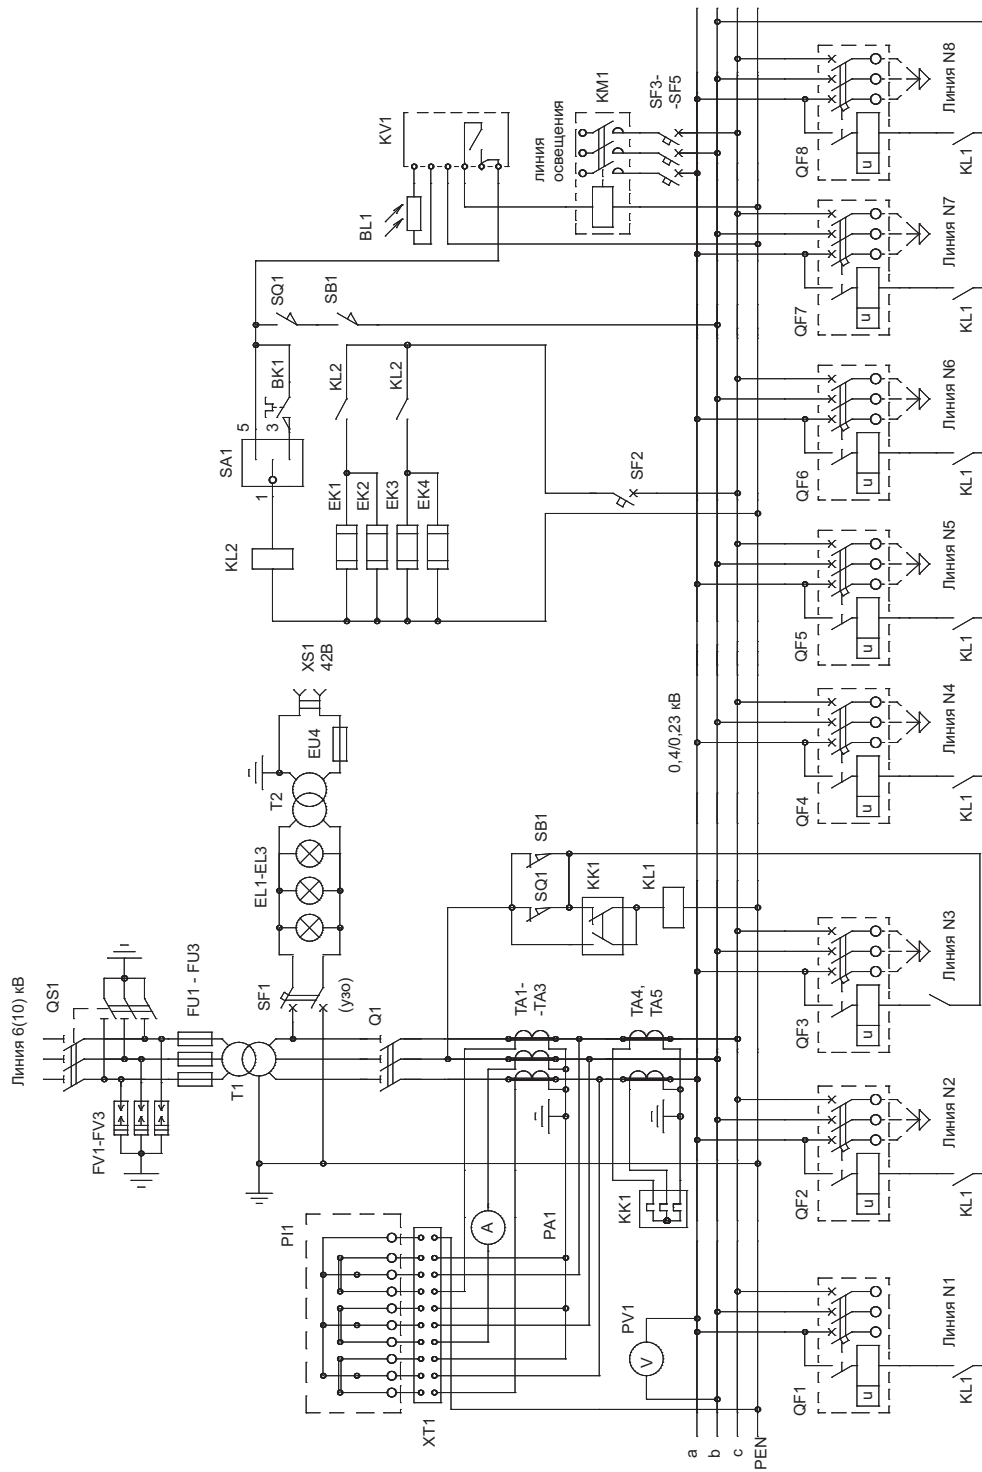 Линия 6(10) кВ
QS1
FV1-FV3
FU1 - FU3
T1
SF1
(узо)
Q1
EL1-EL3
T2
EU4
XS1
42В
PI1
XT1
A
PA1
TA1-
-TA3
TA4,
TA5
KK1
PV1
V
SQ1
SB1
KK1
KL1
KL2
SA1
1
5
3
BK1
EK1
EK2
EK3
EK4
KL2
KL2
SQ1
SB1
SF2
BL1
KV1
линия
освещения
KM1
SF3-
-SF5
0,4/0,23 кВ
a
b
c
PEN
QF1
u
KL1
Линия N1
QF2
u
KL1
Линия N2
QF3
u
Линия N3
QF4
u
KL1
Линия N4
QF5
u
KL1
Линия N5
QF6
u
KL1
Линия N6
QF7
u
KL1
Линия N7
QF8
u
KL1
Линия N8